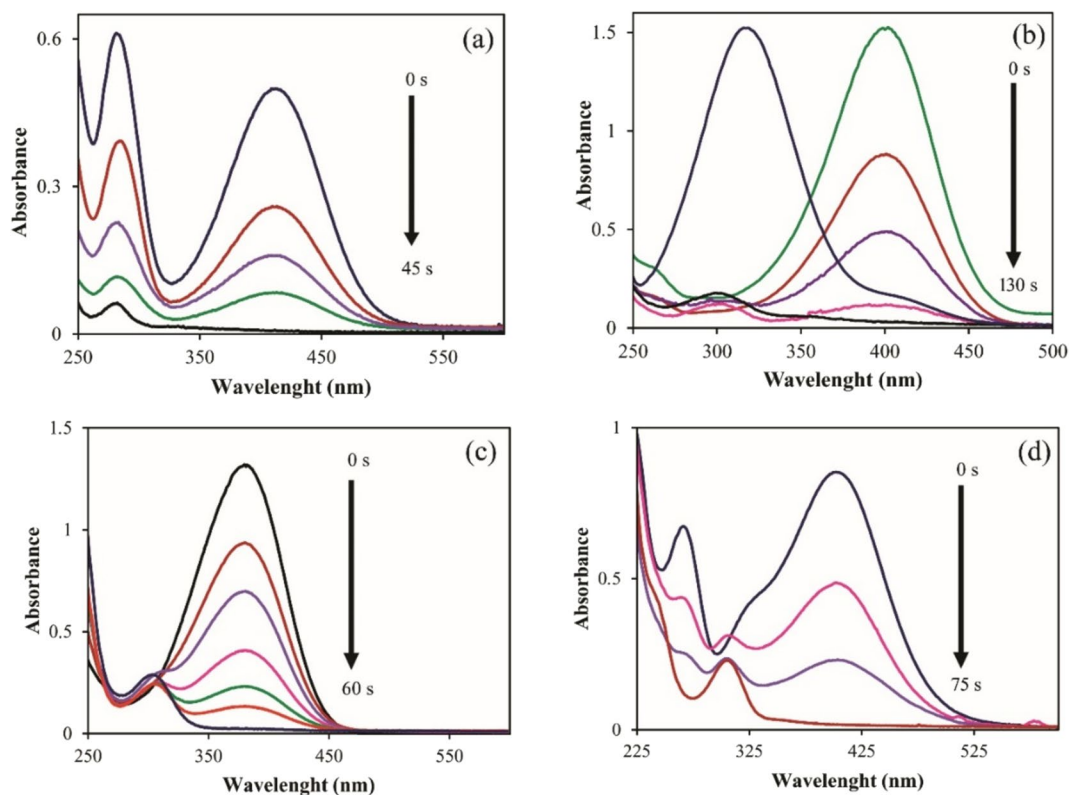 (a)
0.6
0 s
Absorbance
0.3
45 s
0
250 350 450 550
Wavelenght (nm)
(b)
1.5
0 s
1
Absorbance
0.5
130 s
0
250 300 350 400 450 500
Wavelenght (nm)
(c)
1.5
0 s
1
Absorbance
0.5
60 s
0
250 350 450 550
Wavelenght (nm)
(d)
1
0 s
Absorbance
0.5
75 s
0
225 325 425 525
Wavelenght (nm)